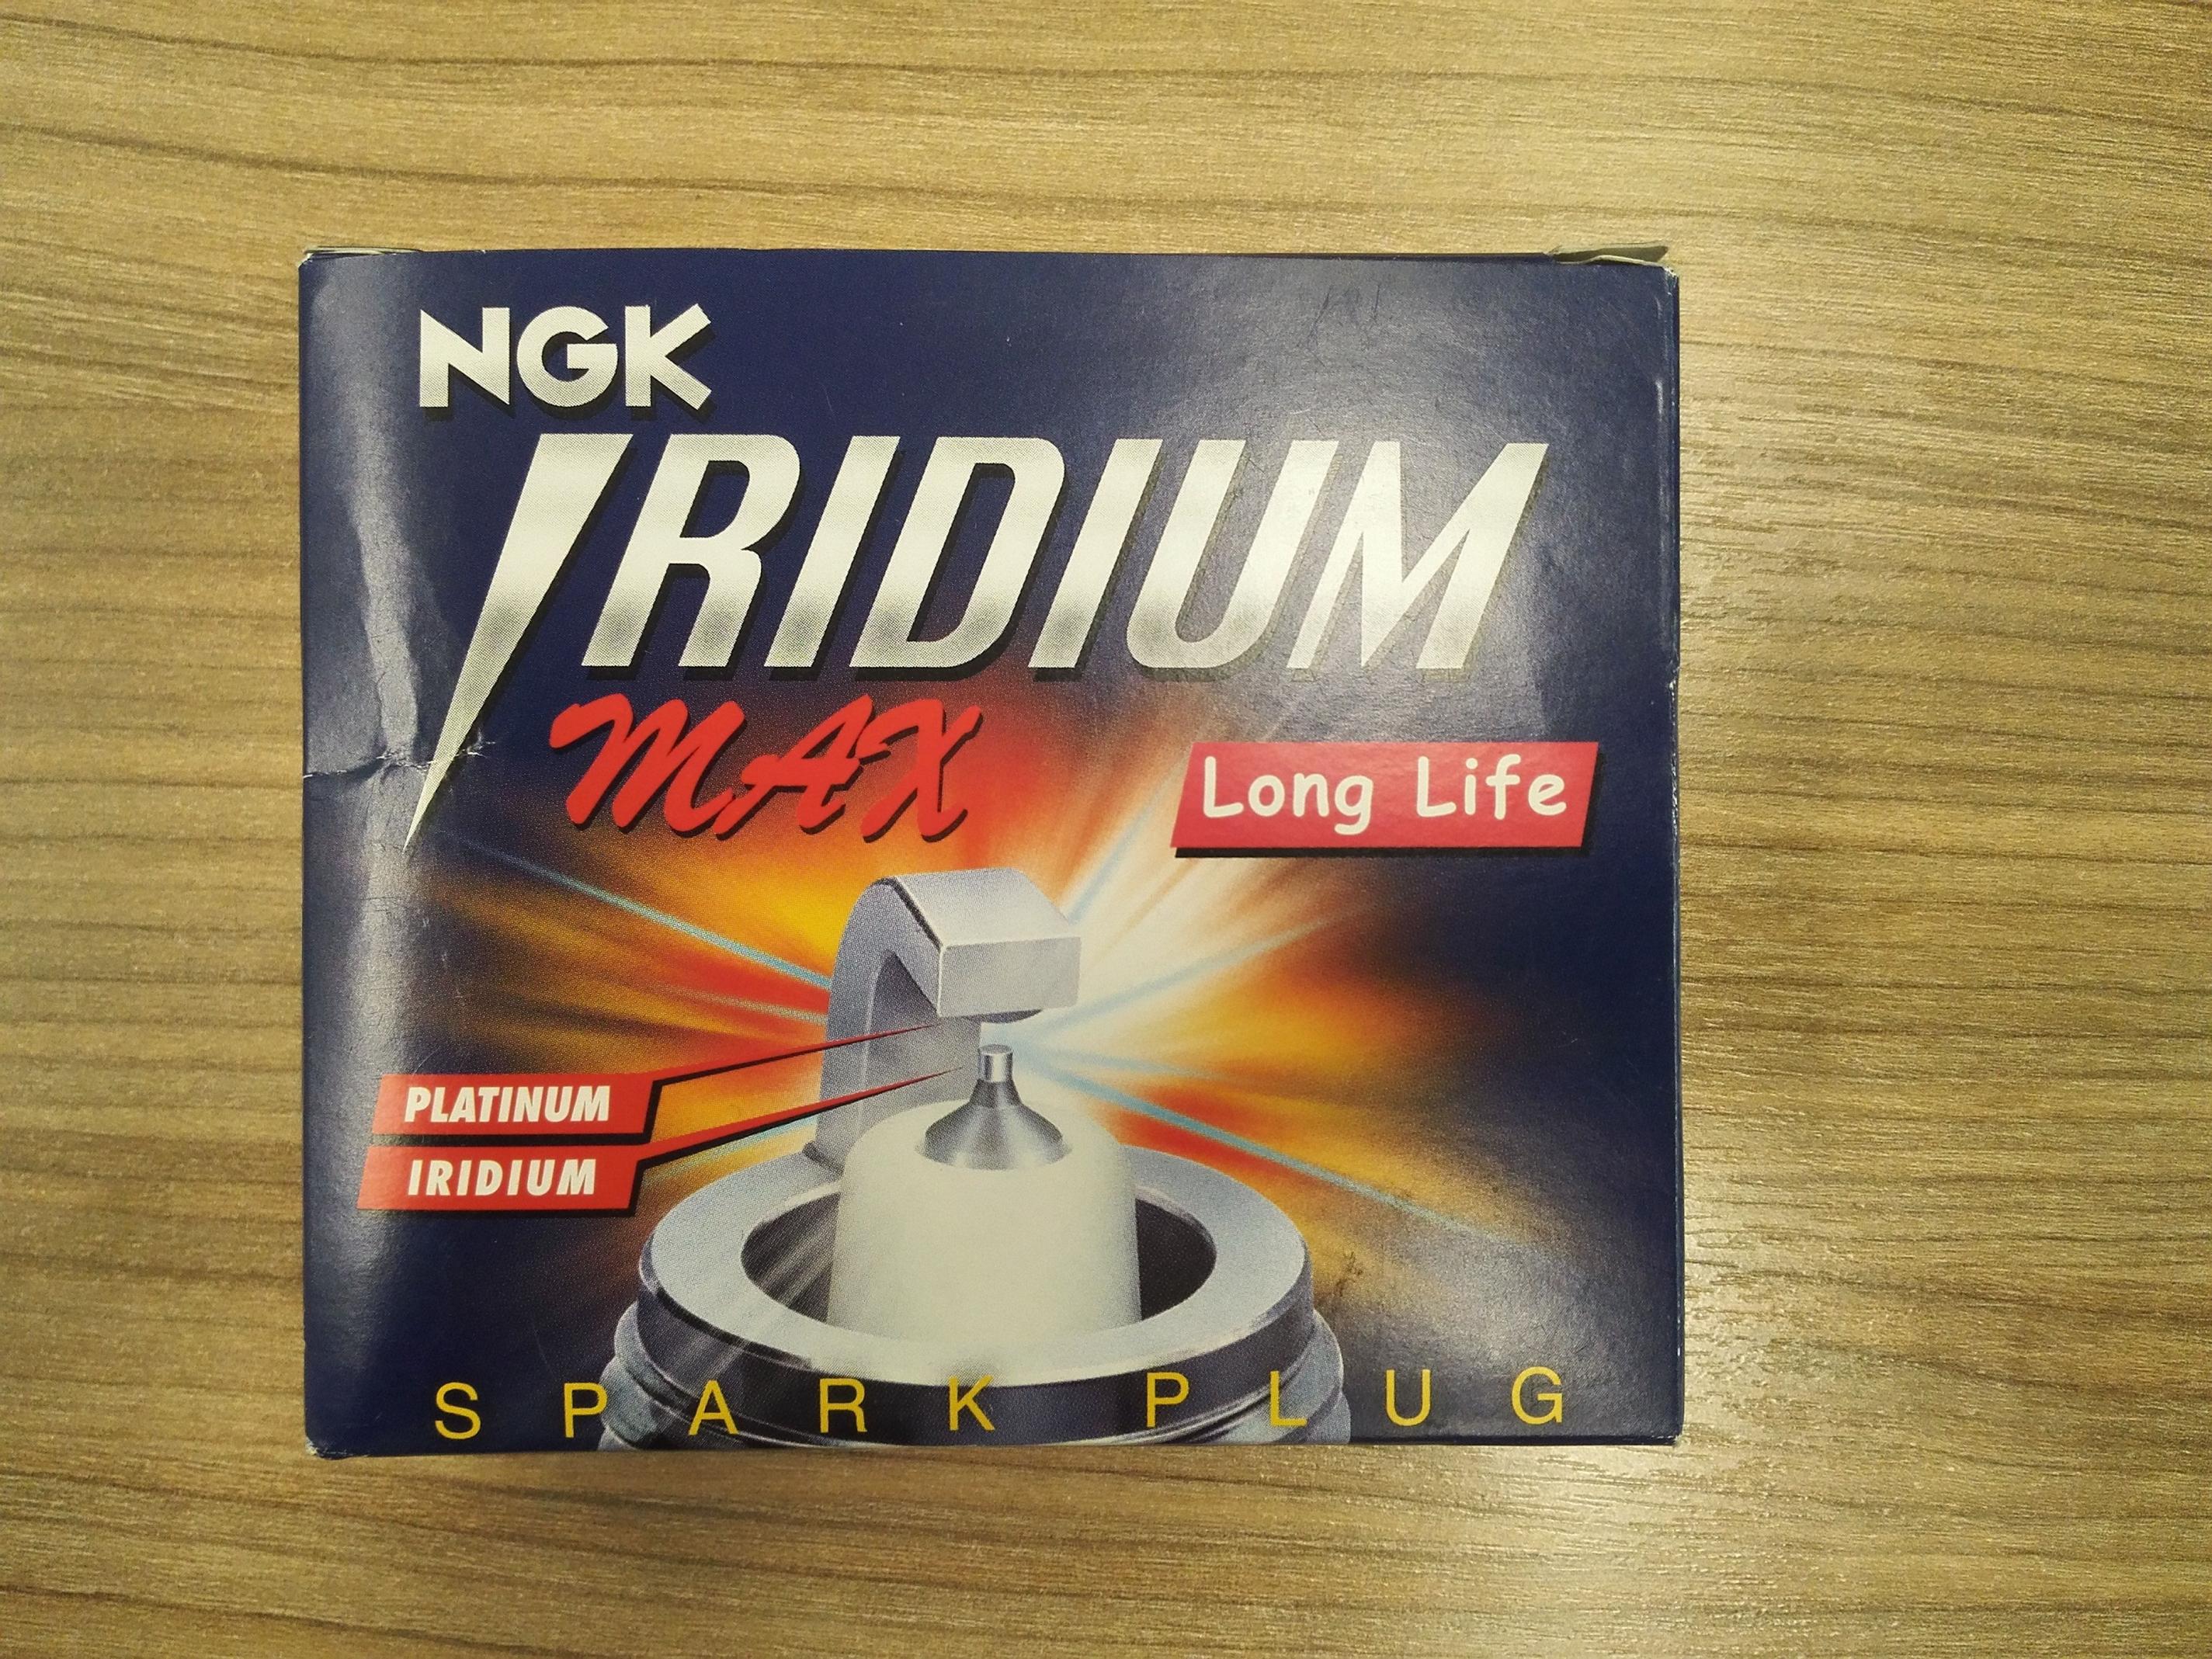 NGK
IRIDIUM
MAX
Long Life
PLATINUM
IRIDIUM
SPARK PLUG